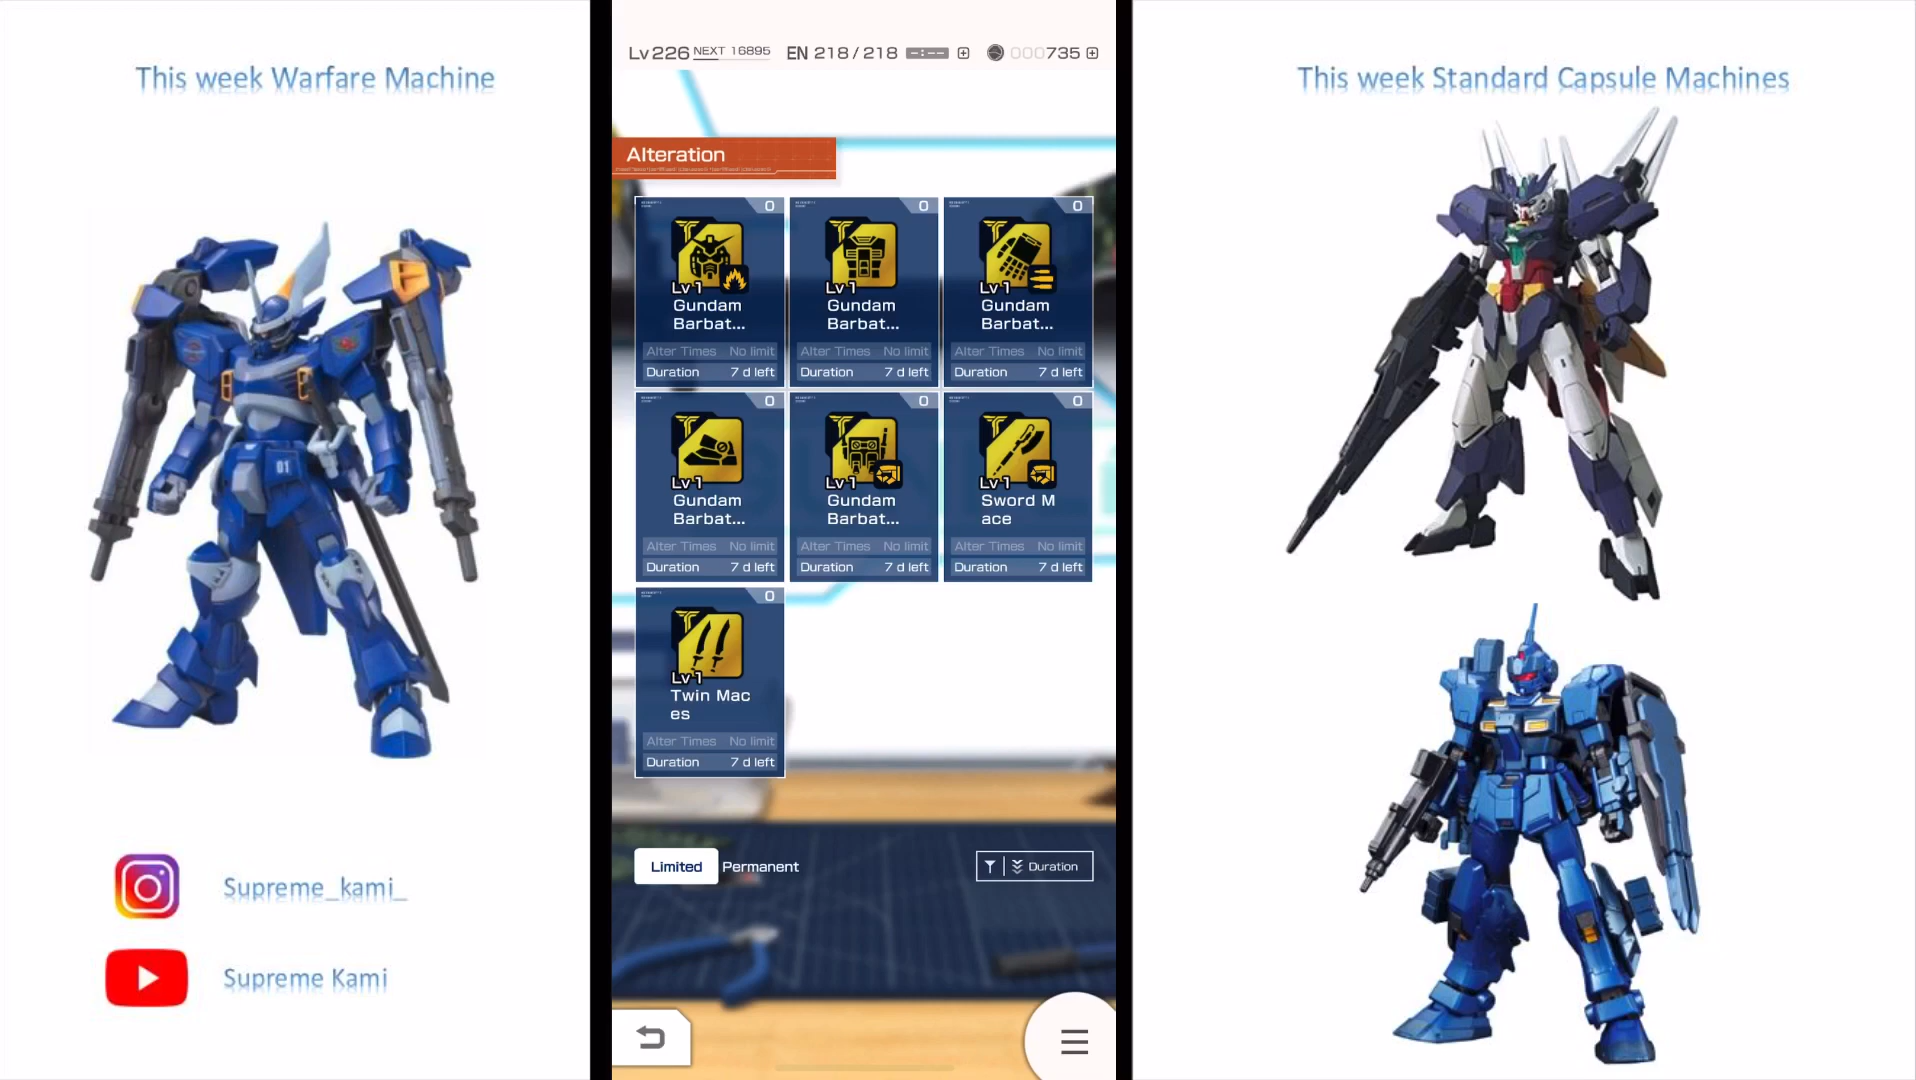 This week Warfare Machine
01
Supreme_kami_
Supreme Kami
Lv 226 NEXT 16895 EN 218/218 -:-- 000735
Alteration
0 0 0
Lv 1 Lv 1 Lv 1
Gundam Gundam Gundam
Barbat... Barbat... Barbat...
Alter Times No limit Alter Times No limit Alter Times No limit
Duration 7 d left Duration 7 d left Duration 7 d left
0 0 0
Lv 1 Lv 1 Lv 1
Gundam Gundam Sword M
Barbat... Barbat... ace
Alter Times No limit Alter Times No limit Alter Times No limit
Duration 7 d left Duration 7 d left Duration 7 d left
0
Lv 1
Twin Mac
es
Alter Times No limit
Duration 7 d left
Limited Permanent Duration
This week Standard Capsule Machines